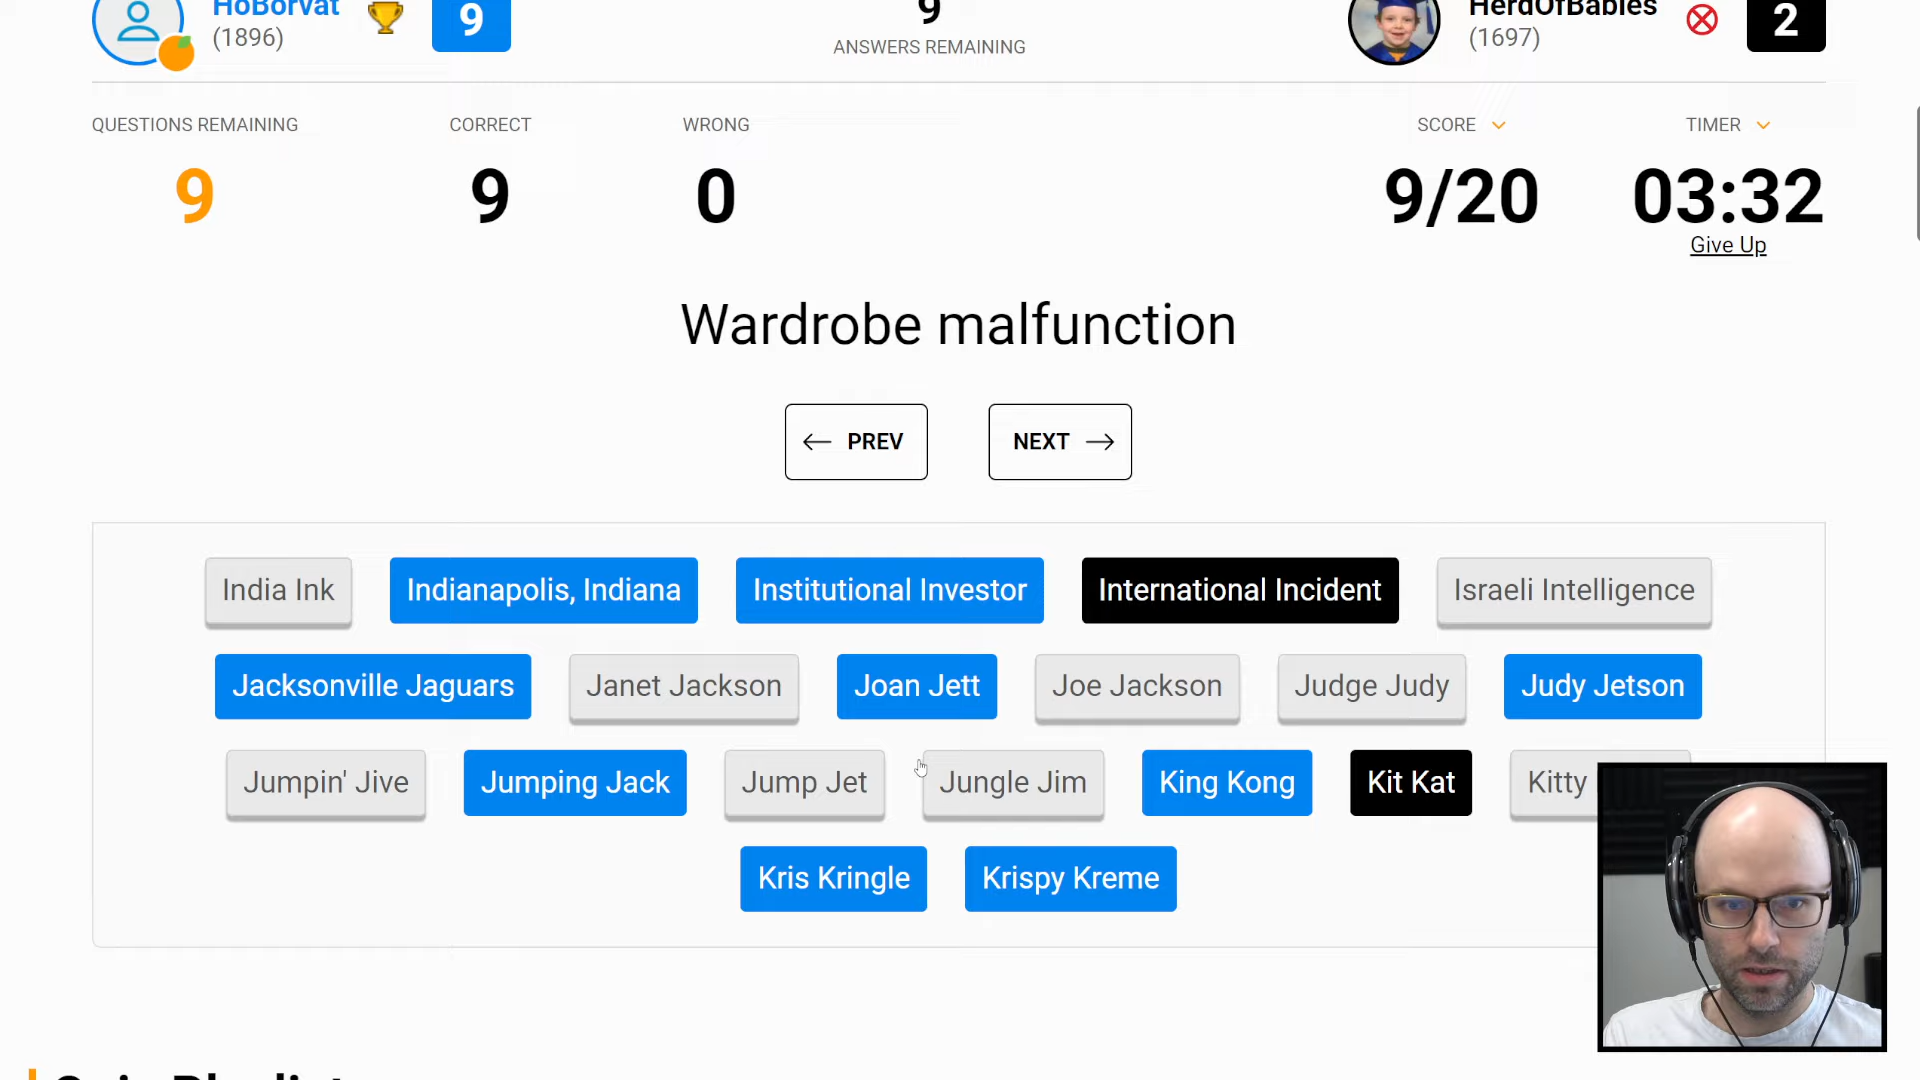 HoBorvat
(1896)
9
9
ANSWERS REMAINING
HerdOfBabies
(1697)
2
QUESTIONS REMAINING
9
CORRECT
9
WRONG
0
SCORE
9/20
TIMER
03:32
Give Up
Wardrobe malfunction
PREV
NEXT
India Ink
Indianapolis, Indiana
Institutional Investor
International Incident
Israeli Intelligence
Jacksonville Jaguars
Janet Jackson
Joan Jett
Joe Jackson
Judge Judy
Judy Jetson
Jumpin' Jive
Jumping Jack
Jump Jet
Jungle Jim
King Kong
Kit Kat
Kitty
Kris Kringle
Krispy Kreme